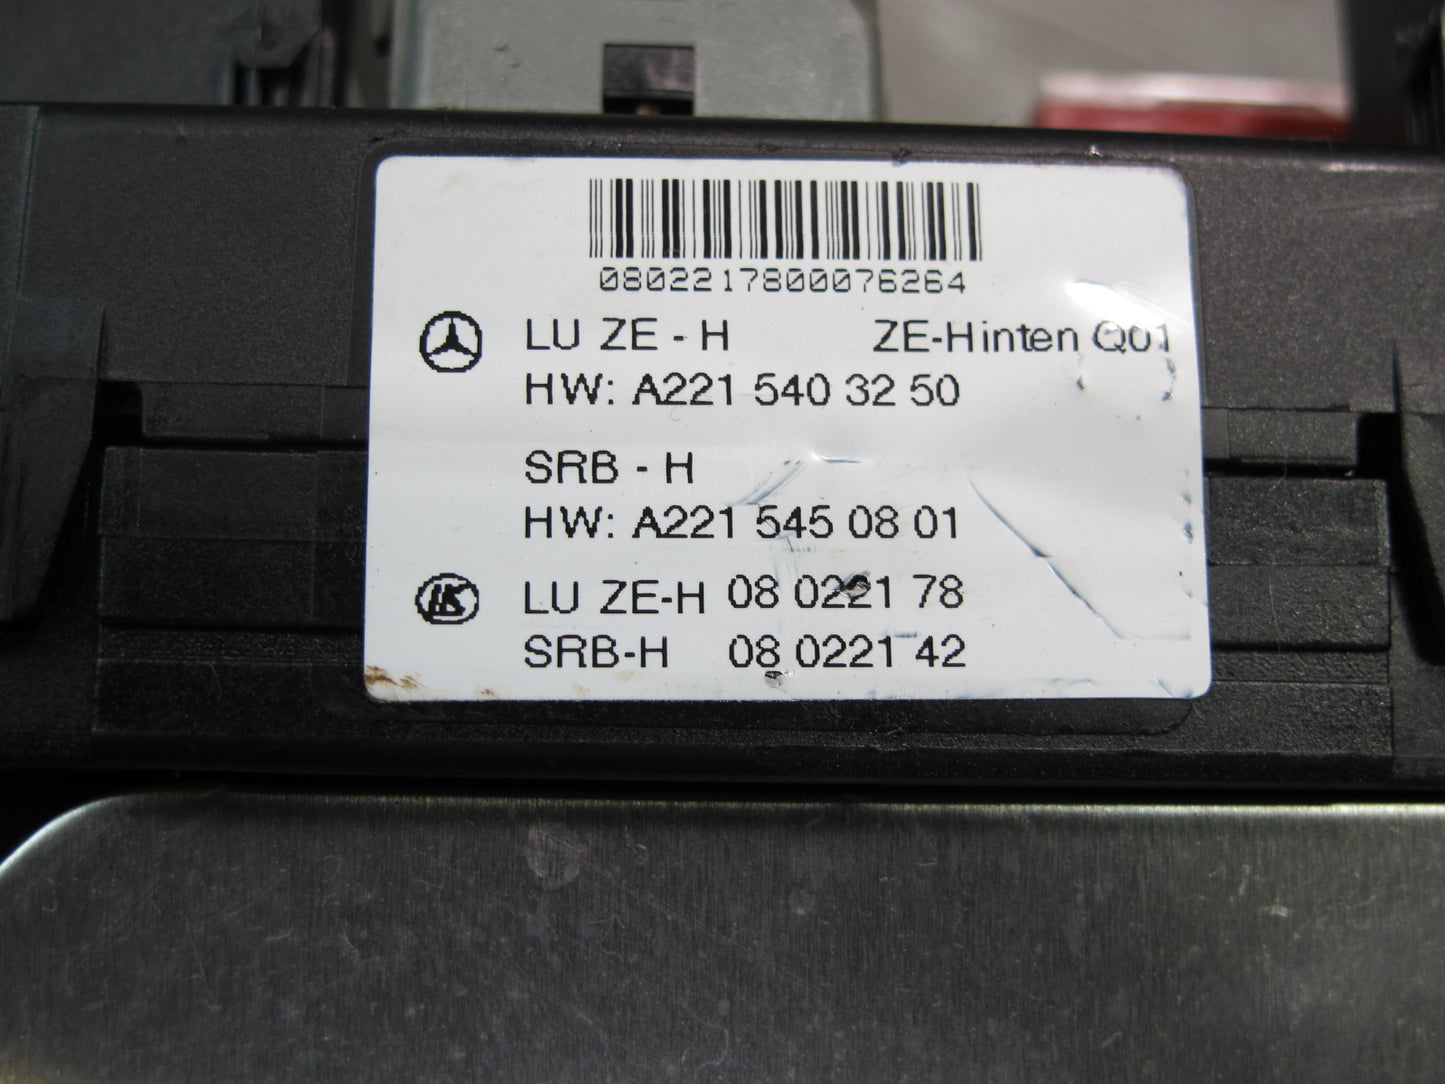 0802217800076264
LU ZE - H ZE-Hinten Q01
HW: A221 540 32 50
SRB - H
HW: A221 545 08 01
LU ZE-H 08 0221 78
SRB-H 08 0221 42